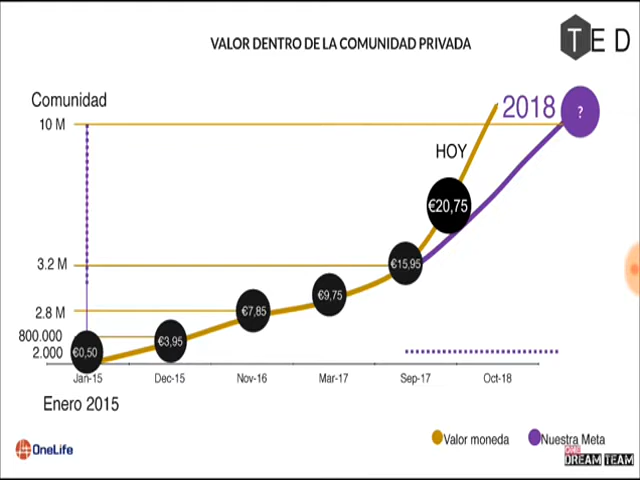 VALOR DENTRO DE LA COMUNIDAD PRIVADA
TED
Comunidad
10 M
2018
?
HOY
€20,75
3.2 M
€15,95
€9,75
2.8 M
€7,85
800.000
€3,95
2.000
€0,50
Jan-15
Dec-15
Nov-16
Mar-17
Sep-17
Oct-18
Enero 2015
OneLife
Valor moneda
Nuestra Meta
DREAM TEAM